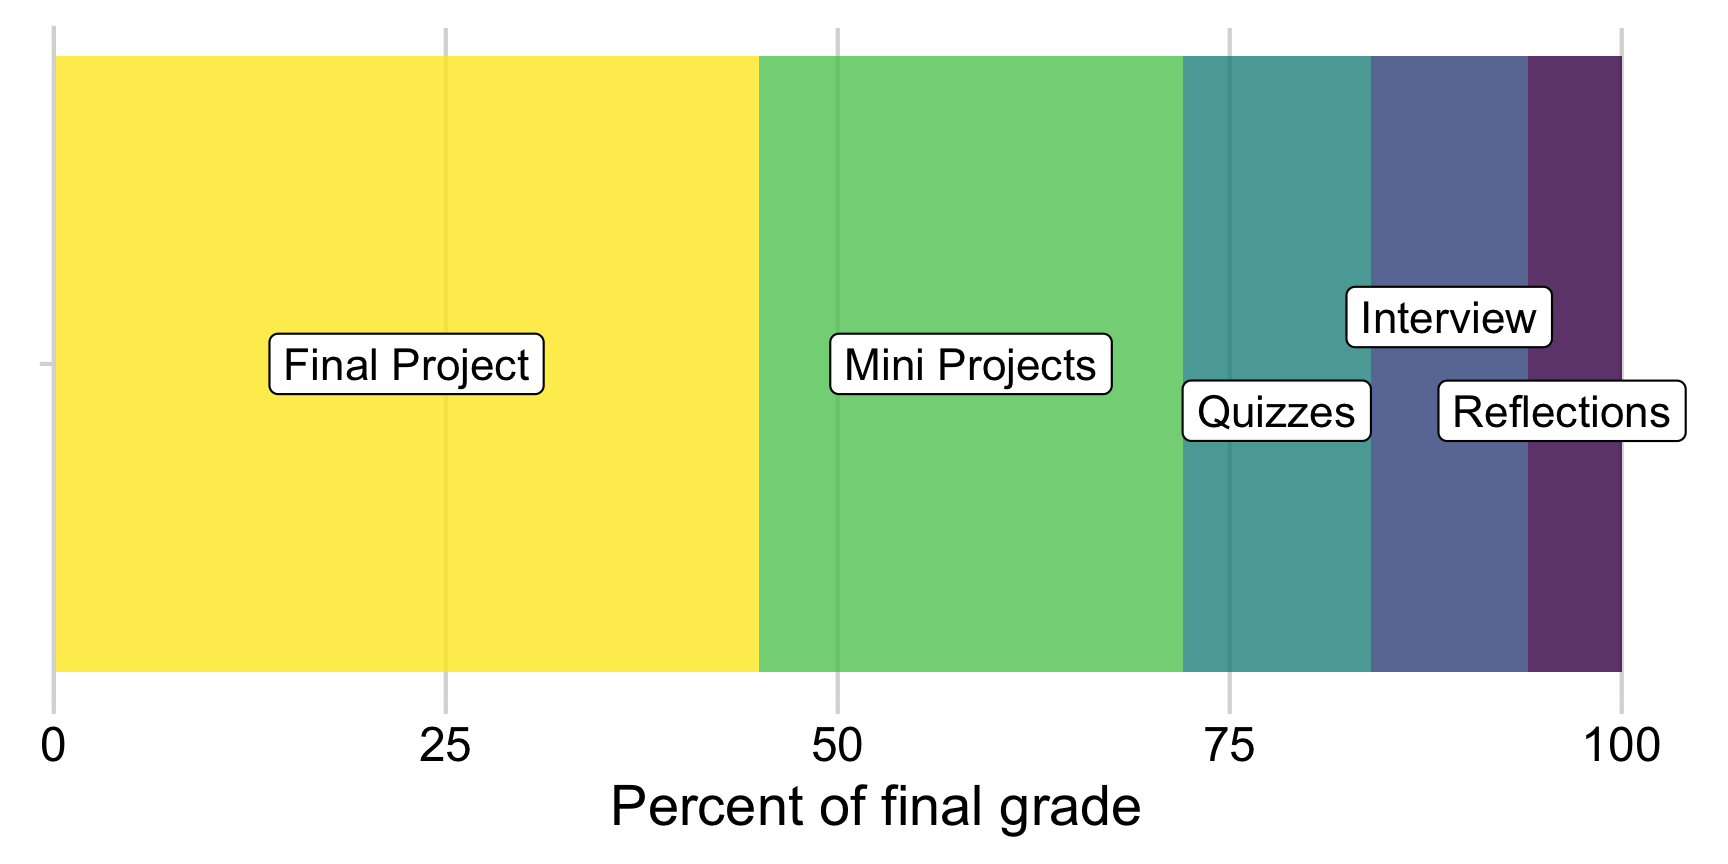 Interview
Final Project
Mini Projects
Quizzes
Reflections
0 25 50 75 100
Percent of final grade